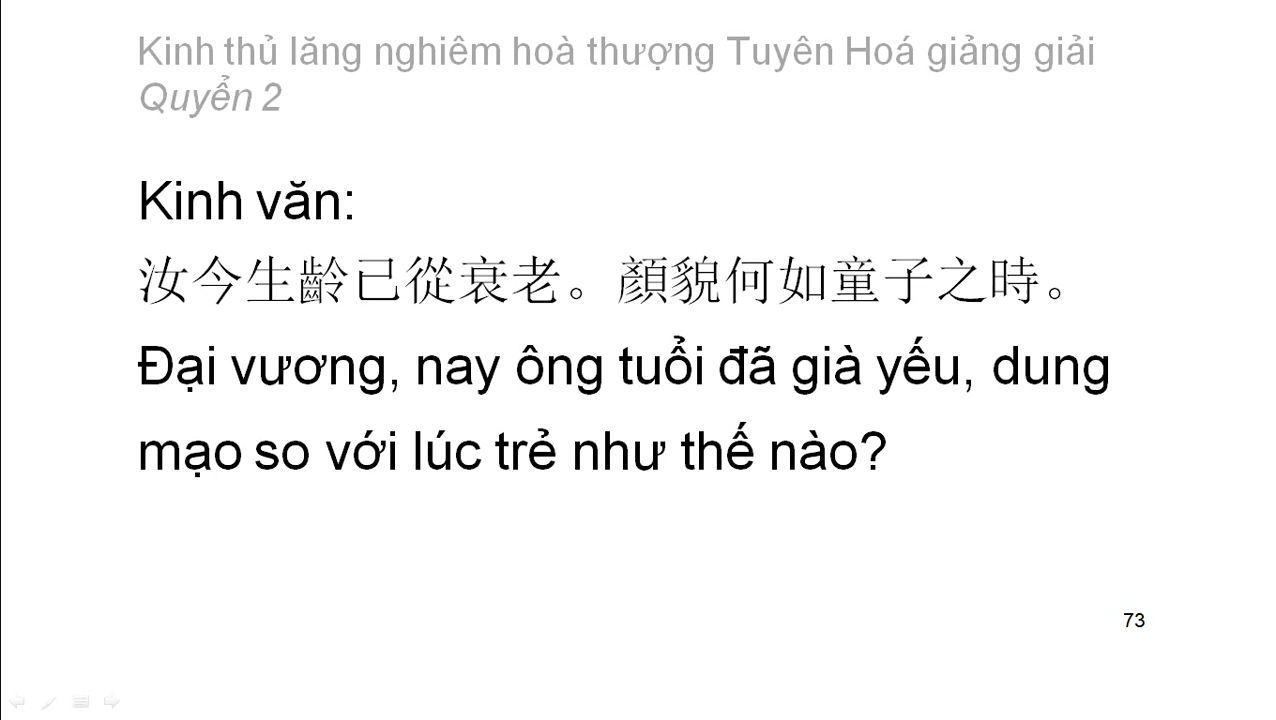 Kinh thủ lăng nghiêm hoà thượng Tuyên Hoá giảng giải
Quyển 2
Kinh văn:
汝今生齡已從衰老。顏貌何如童子之時。
Đại vương, nay ông tuổi đã già yếu, dung
mạo so với lúc trẻ như thế nào?
73